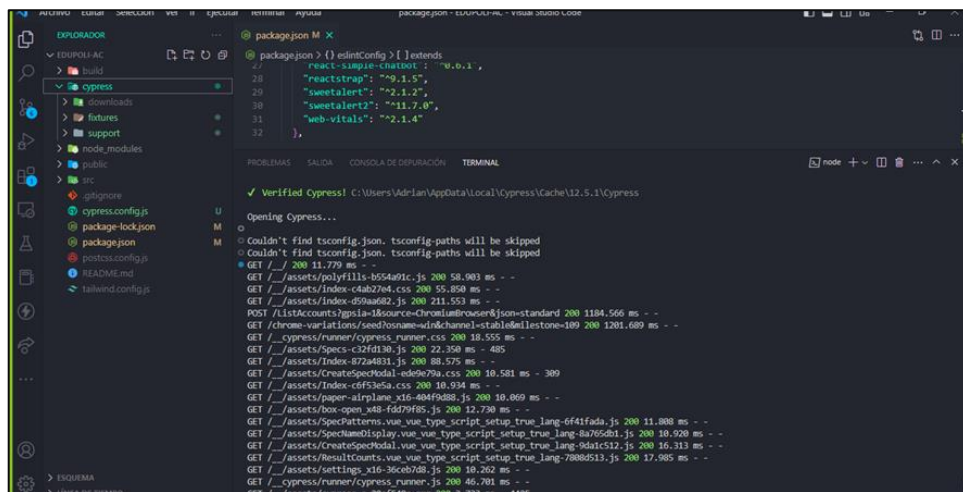 Archivo Editar Selección Ver Ir Ejecutar Terminal Ayuda
package.json - EDUPOLI-AC - Visual Studio Code
EXPLORADOR
EDUPOLI-AC
build
cypress
downloads
fixtures
support
node_modules
public
src
.gitignore
cypress.config.js U
package-lock.json M
package.json M
postcss.config.js
README.md
tailwind.config.js
ESQUEMA
package.json M
package.json > {} eslintConfig > [ ] extends
27 "react-simple-chatbot": "^0.6.1",
28 "reactstrap": "^9.1.5",
29 "sweetalert": "^2.1.2",
30 "sweetalert2": "^11.7.0",
31 "web-vitals": "^2.1.4"
32 },
PROBLEMAS SALIDA CONSOLA DE DEPURACIÓN TERMINAL
node
✓ Verified Cypress! C:\Users\Adrian\AppData\Local\Cypress\Cache\12.5.1\Cypress
Opening Cypress...
Couldn't find tsconfig.json. tsconfig-paths will be skipped
Couldn't find tsconfig.json. tsconfig-paths will be skipped
GET /__/ 200 11.779 ms - -
GET /__/assets/polyfills-b554a91c.js 200 58.903 ms - -
GET /__/assets/index-c4ab27e4.css 200 55.850 ms - -
GET /__/assets/index-d59aa682.js 200 211.553 ms - -
POST /ListAccounts?gpsia=1&source=ChromiumBrowser&json=standard 200 1184.566 ms - -
GET /chrome-variations/seed?osname=win&channel=stable&milestone=109 200 1201.689 ms - -
GET /__cypress/runner/cypress_runner.css 200 18.555 ms - -
GET /__/assets/Specs-c32fd130.js 200 22.350 ms - 485
GET /__/assets/Index-872a4831.js 200 88.575 ms - -
GET /__/assets/CreateSpecModal-ede9e79a.css 200 10.581 ms - 309
GET /__/assets/Index-c6f53e5a.css 200 10.934 ms - -
GET /__/assets/paper-airplane_x16-404f9d88.js 200 10.069 ms - -
GET /__/assets/box-open_x48-fdd79f85.js 200 12.730 ms - -
GET /__/assets/SpecPatterns.vue_vue_type_script_setup_true_lang-6f41fada.js 200 11.808 ms - -
GET /__/assets/SpecNameDisplay.vue_vue_type_script_setup_true_lang-8a765db1.js 200 10.920 ms - -
GET /__/assets/CreateSpecModal.vue_vue_type_script_setup_true_lang-9da1c512.js 200 16.313 ms - -
GET /__/assets/ResultCounts.vue_vue_type_script_setup_true_lang-7808d513.js 200 17.985 ms - -
GET /__/assets/settings_x16-36ceb7d8.js 200 10.262 ms - -
GET /__cypress/runner/cypress_runner.js 200 46.701 ms - -